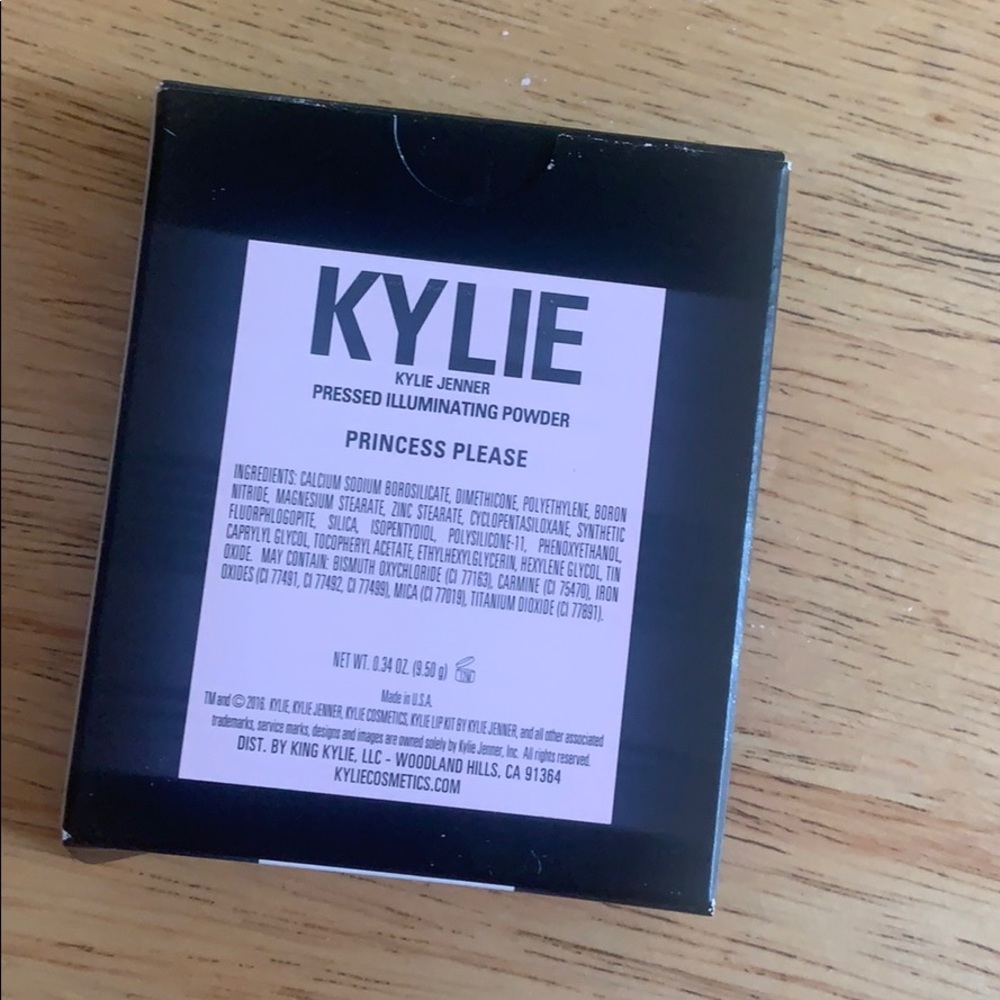 KYLIE
KYLIE JENNER
PRESSED ILLUMINATING POWDER
PRINCESS PLEASE
INGREDIENTS: CALCIUM SODIUM BOROSILICATE, DIMETHICONE, POLYETHYLENE, BORON
NITRIDE, MAGNESIUM STEARATE, ZINC STEARATE, CYCLOPENTASILOXANE, SYNTHETIC
FLUORPHLOGOPITE, SILICA, ISOPENTYDIOL, POLYSILICONE-11, PHENOXYETHANOL,
CAPRYLYL GLYCOL, TOCOPHERYL ACETATE, ETHYLHEXYLGLYCERIN, HEXYLENE GLYCOL, TIN
OXIDE. MAY CONTAIN: BISMUTH OXYCHLORIDE (CI 77163), CARMINE (CI 75470), IRON
OXIDES (CI 77491, CI 77492, CI 77499), MICA (CI 77019), TITANIUM DIOXIDE (CI 77891).
NET WT. 0.34 OZ. (9.50 g) 12M
Made in U.S.A.
TM and © 2016. KYLIE, KYLIE JENNER, KYLIE COSMETICS, KYLIE LIP KIT BY KYLIE JENNER, and all other associated
trademarks, service marks, designs and images are owned solely by Kylie Jenner, Inc. All rights reserved.
DIST. BY KING KYLIE, LLC - WOODLAND HILLS, CA 91364
KYLIECOSMETICS.COM